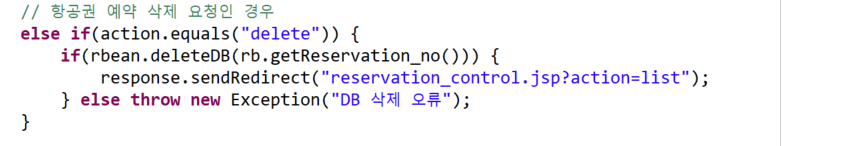 // 항공권 예약 삭제 요청인 경우
else if(action.equals("delete")) {
    if(rbean.deleteDB(rb.getReservation_no())) {
        response.sendRedirect("reservation_control.jsp?action=list");
    } else throw new Exception("DB 삭제 오류");
}